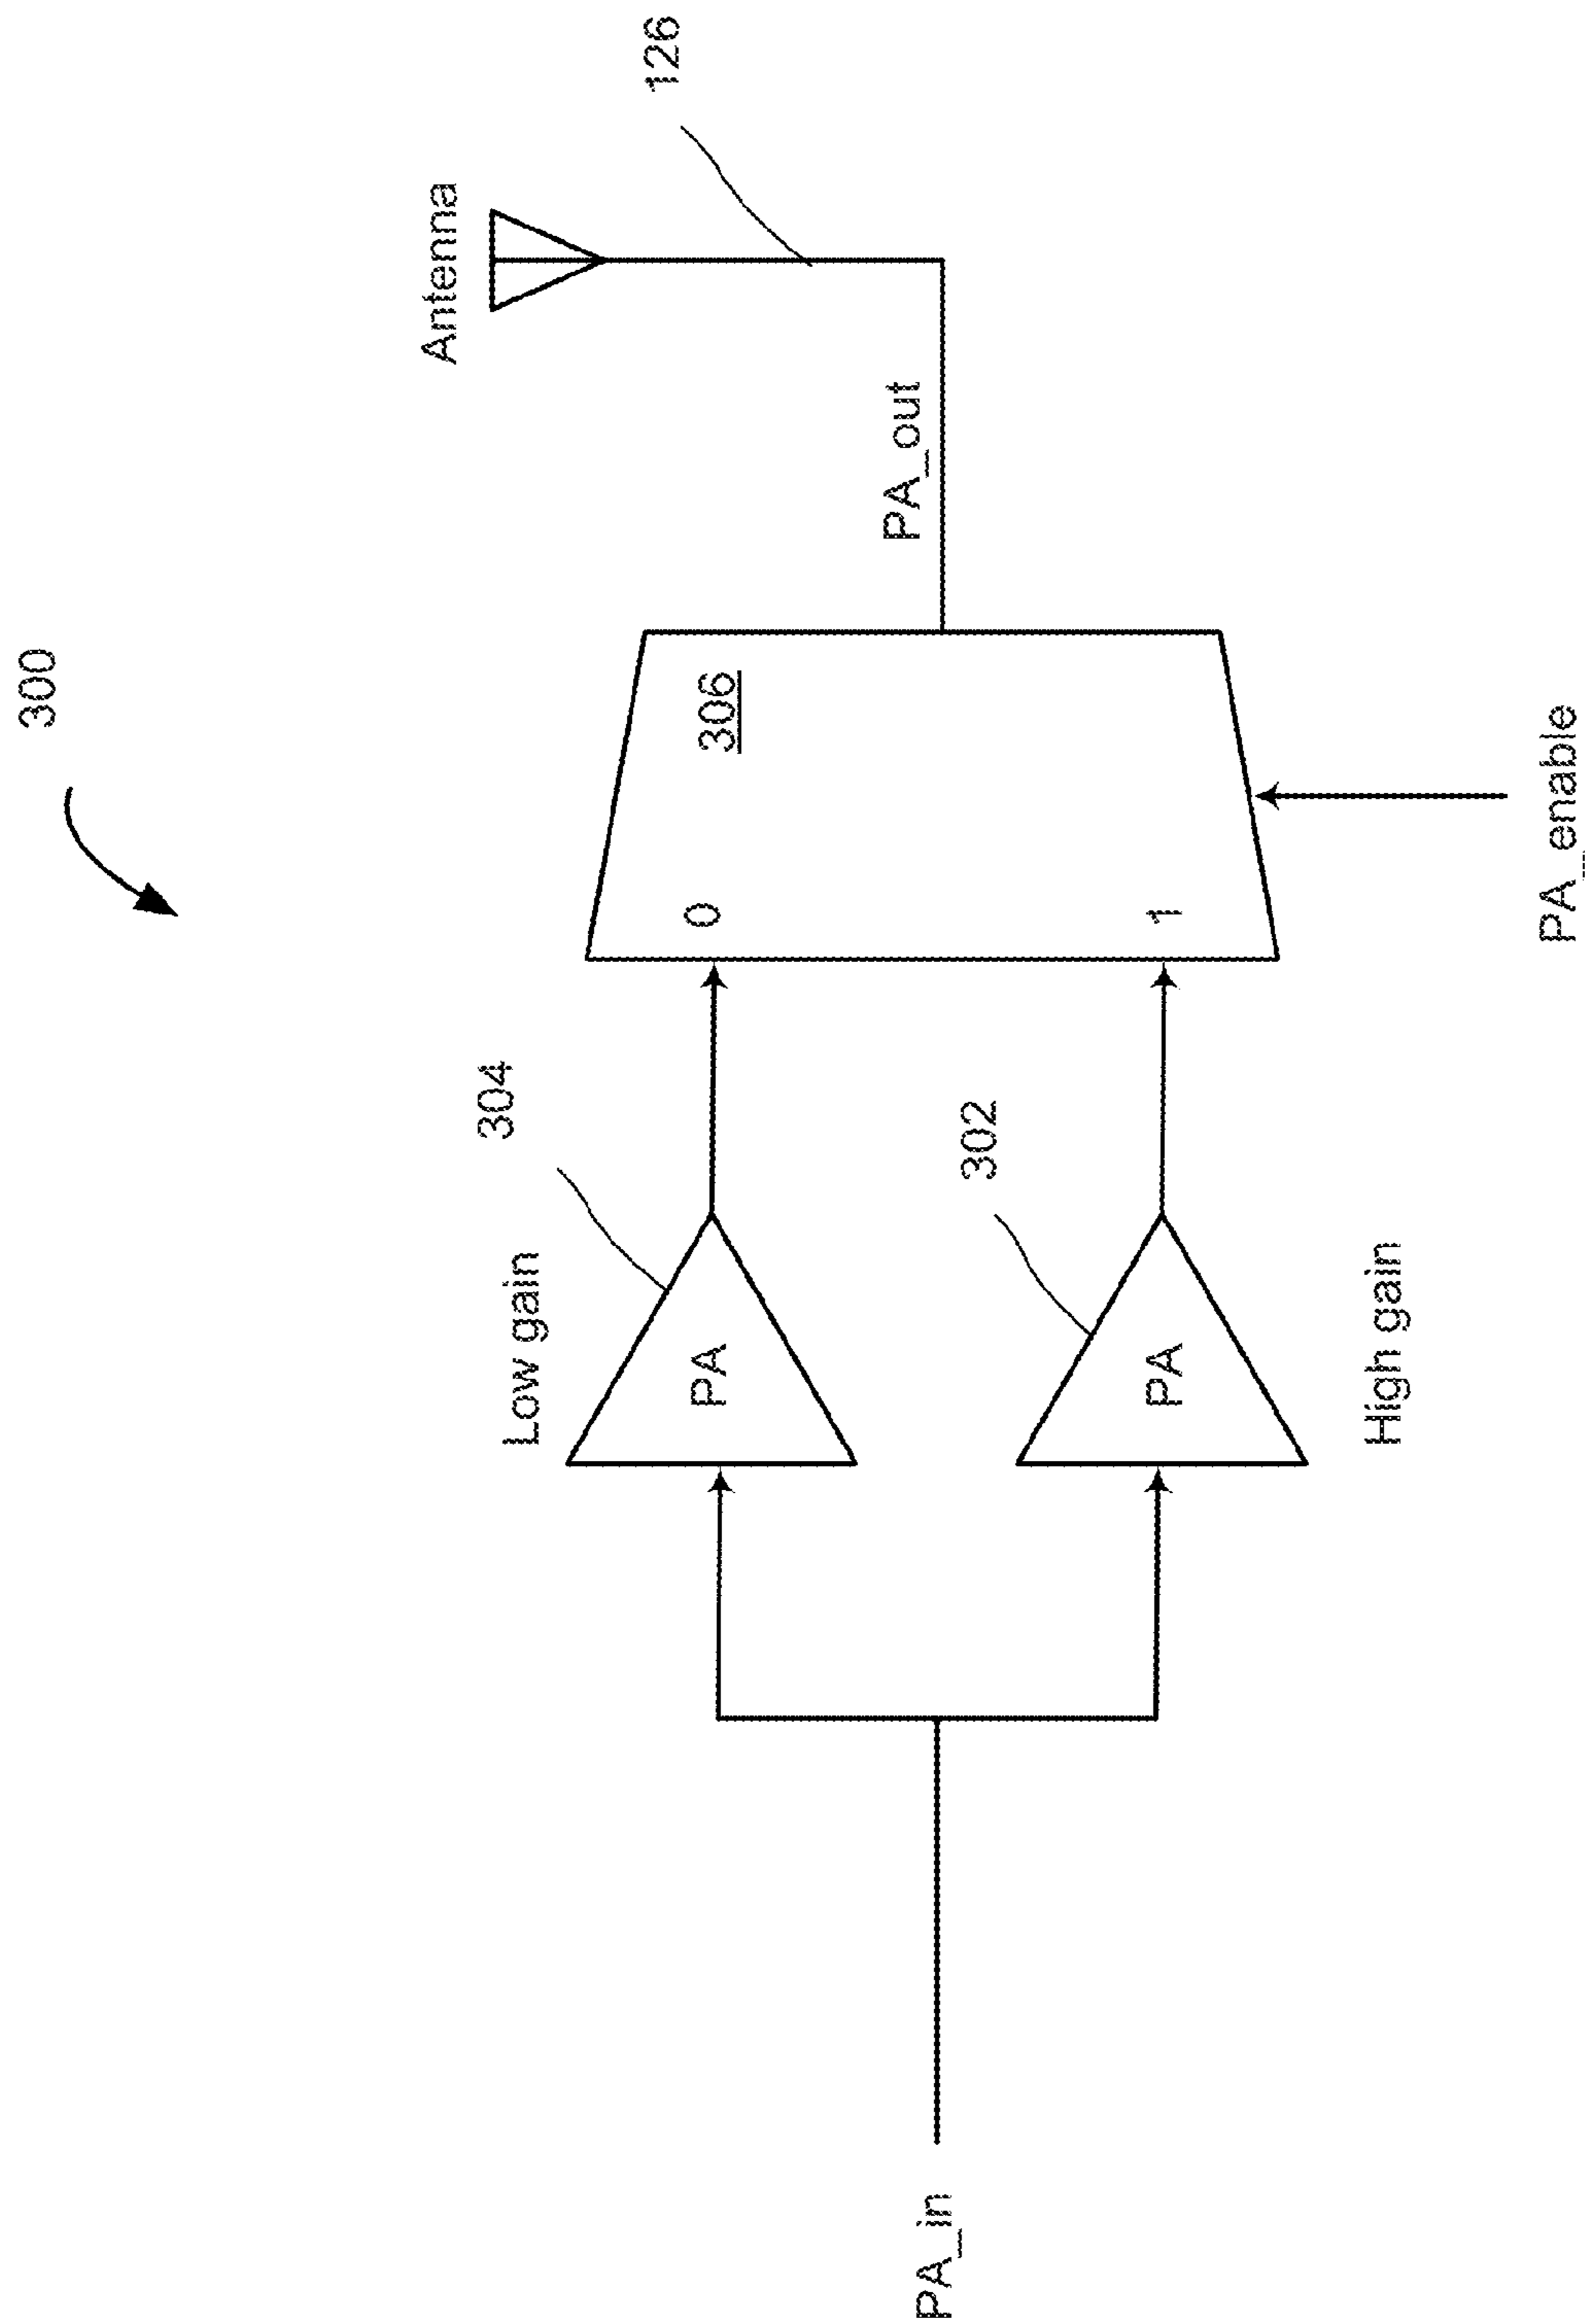 300
Antenna
126
Low gain
304
PA
0
306
PA_out
PA_in
302
PA
1
High gain
PA_enable